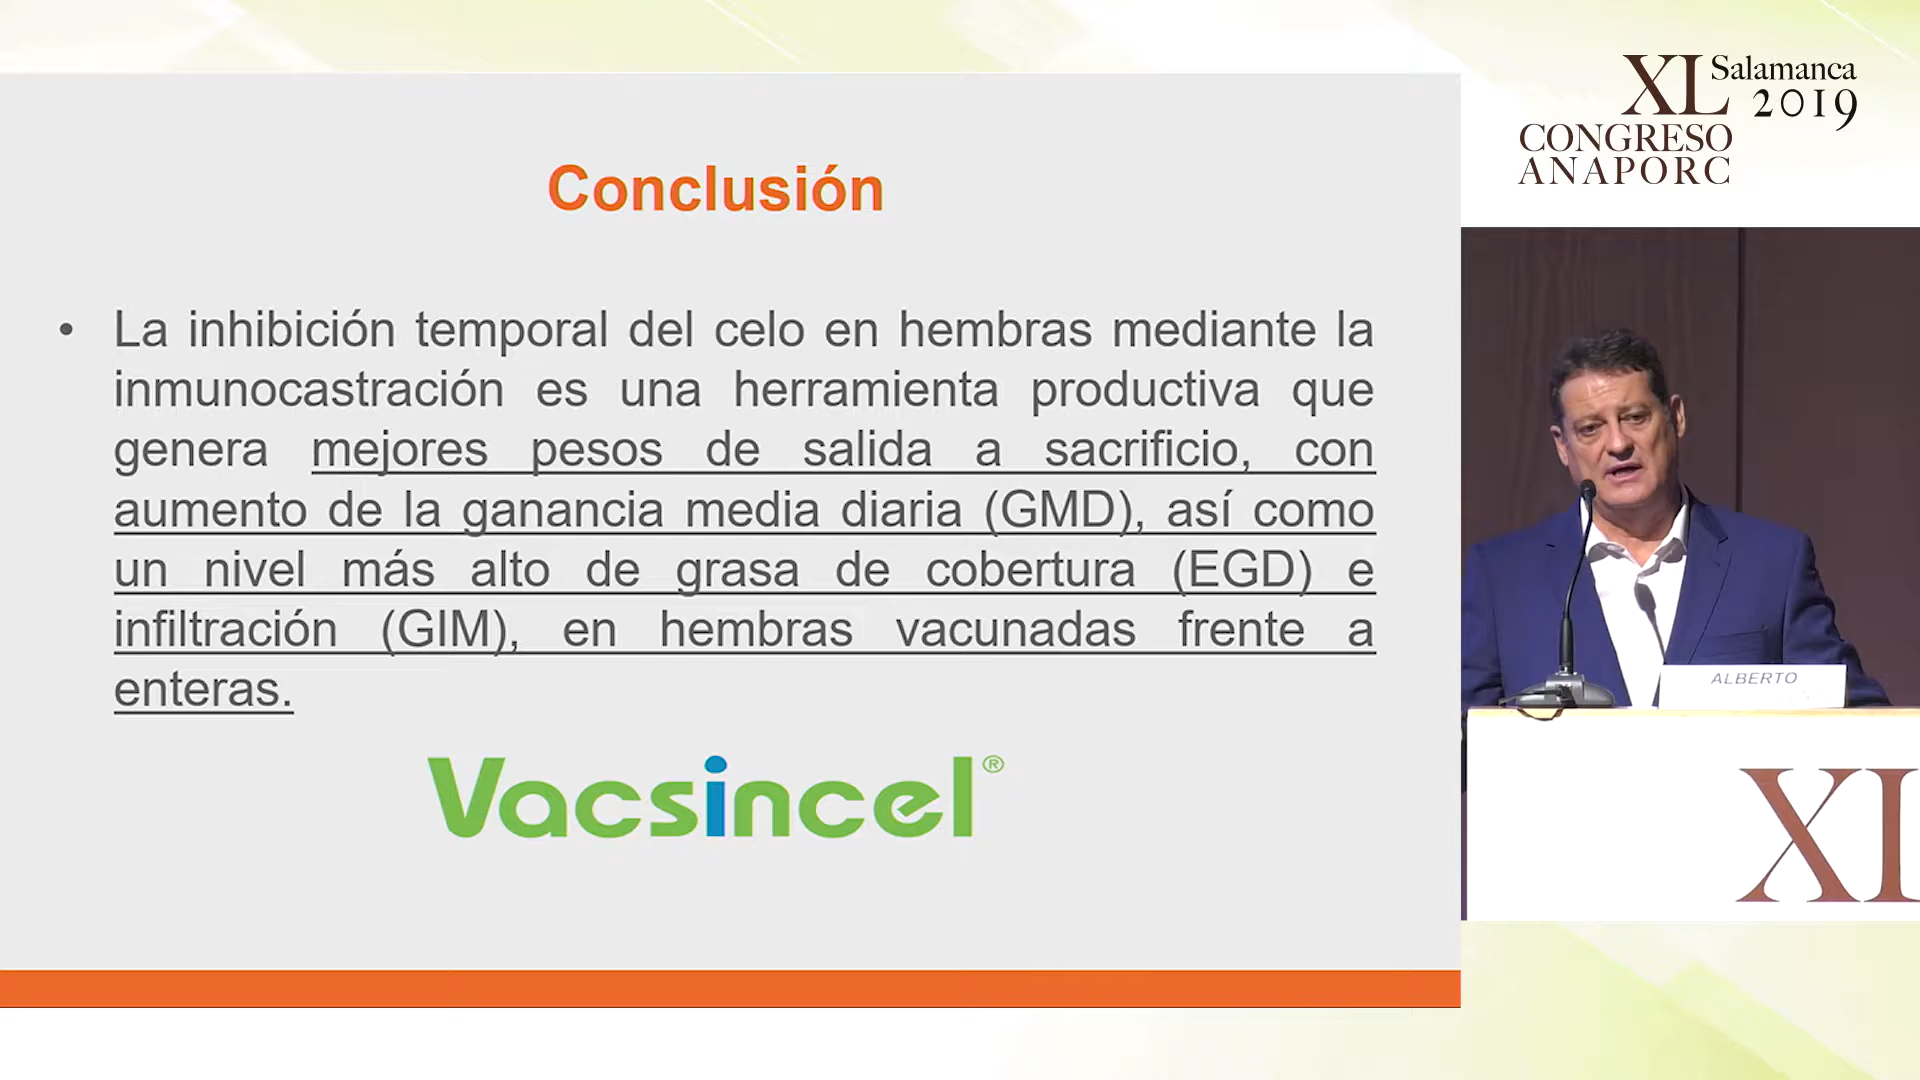 Conclusión
• La inhibición temporal del celo en hembras mediante la
inmunocastración es una herramienta productiva que
genera mejores pesos de salida a sacrificio, con
aumento de la ganancia media diaria (GMD), así como
un nivel más alto de grasa de cobertura (EGD) e
infiltración (GIM), en hembras vacunadas frente a
enteras.
Vacsincel®
XL Salamanca
2019
CONGRESO
ANAPORC
ALBERTO
XL